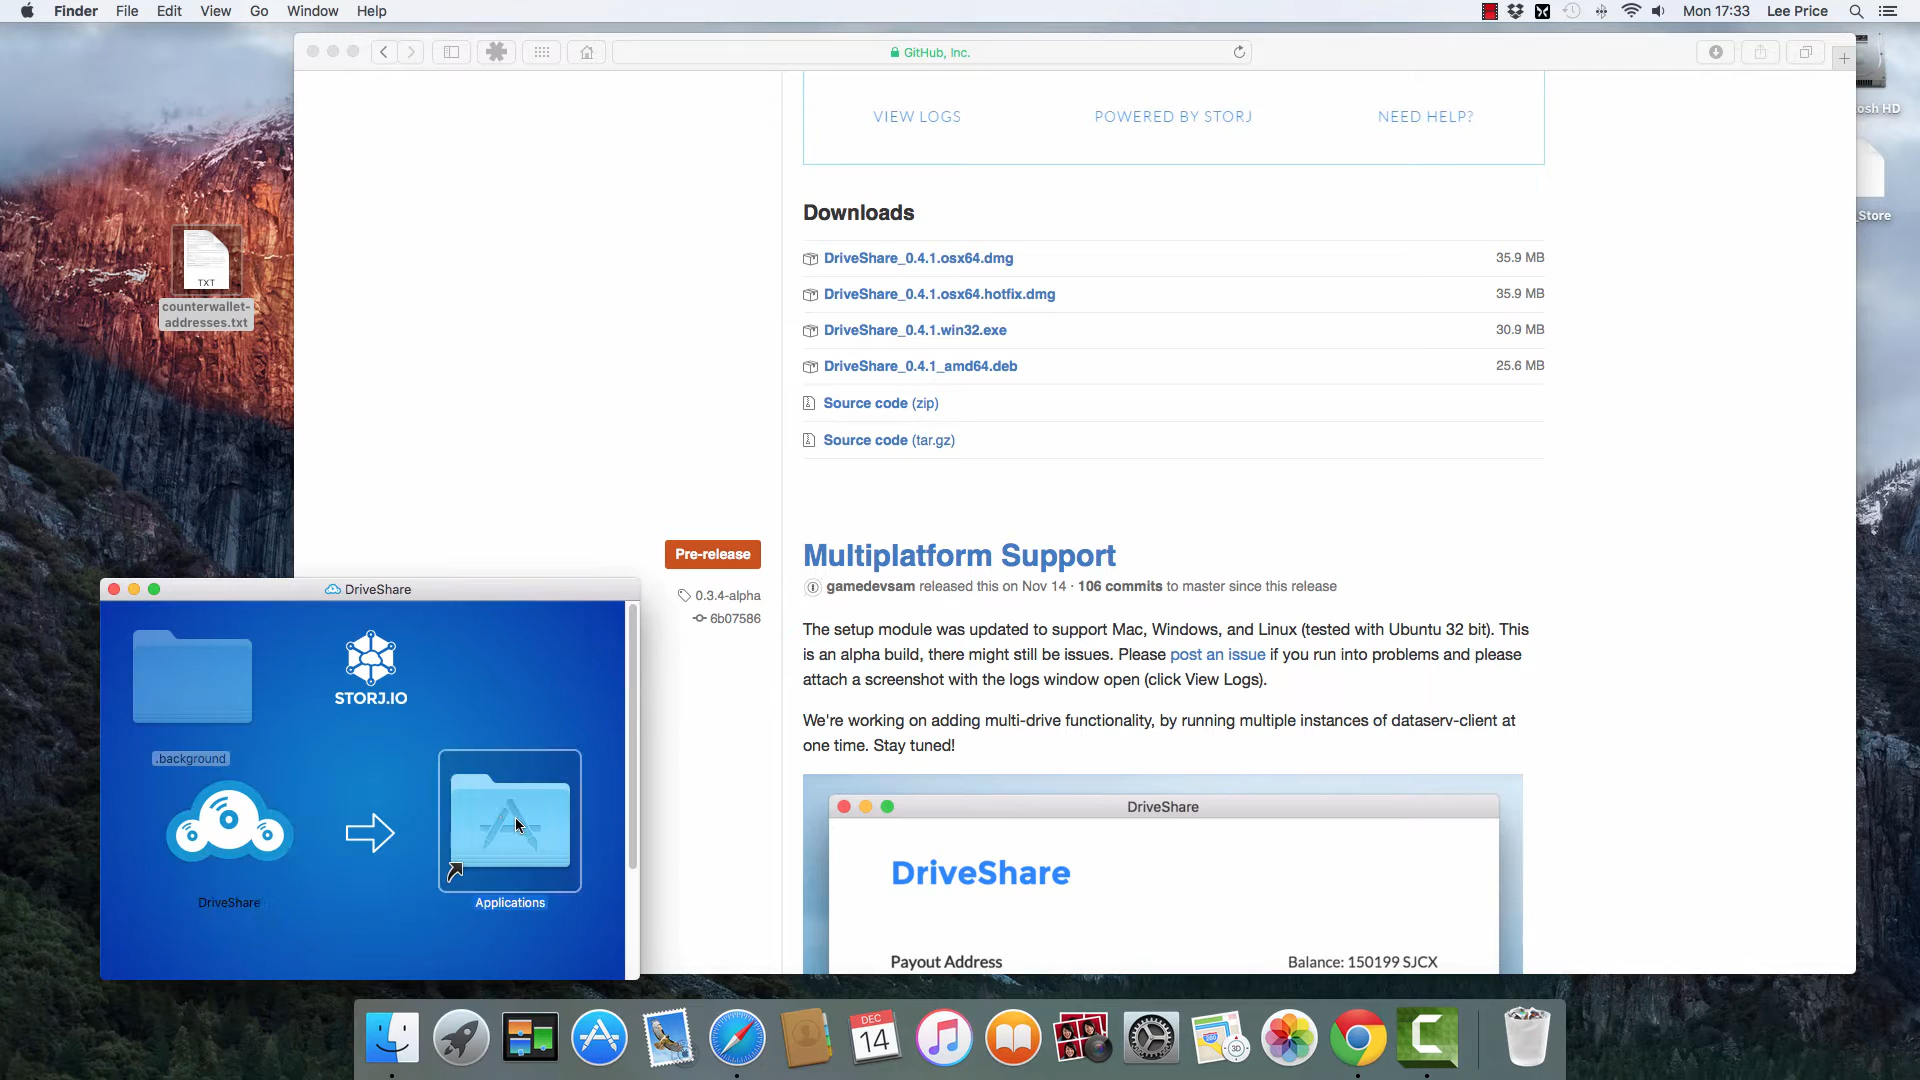 Finder File Edit View Go Window Help
Mon 17:33 Lee Price
GitHub, Inc.
osh HD
_Store
TXT
counterwallet-
addresses.txt
VIEW LOGS POWERED BY STORJ NEED HELP?
Downloads
DriveShare_0.4.1.osx64.dmg 35.9 MB
DriveShare_0.4.1.osx64.hotfix.dmg 35.9 MB
DriveShare_0.4.1.win32.exe 30.9 MB
DriveShare_0.4.1_amd64.deb 25.6 MB
Source code (zip)
Source code (tar.gz)
Pre-release
0.3.4-alpha
6b07586
Multiplatform Support
gamedevsam released this on Nov 14 · 106 commits to master since this release
The setup module was updated to support Mac, Windows, and Linux (tested with Ubuntu 32 bit). This
is an alpha build, there might still be issues. Please post an issue if you run into problems and please
attach a screenshot with the logs window open (click View Logs).
We're working on adding multi-drive functionality, by running multiple instances of dataserv-client at
one time. Stay tuned!
DriveShare
DriveShare
Payout Address Balance: 150199 SJCX
DriveShare
STORJ.IO
.background
DriveShare
Applications
DEC
14
360
3D